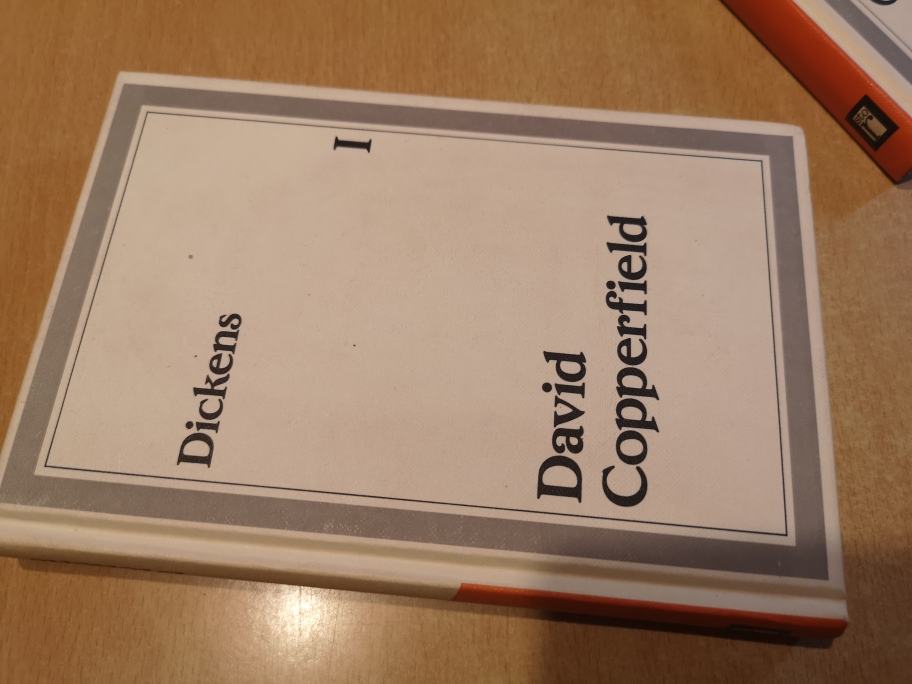 Dickens
I
David
Copperfield